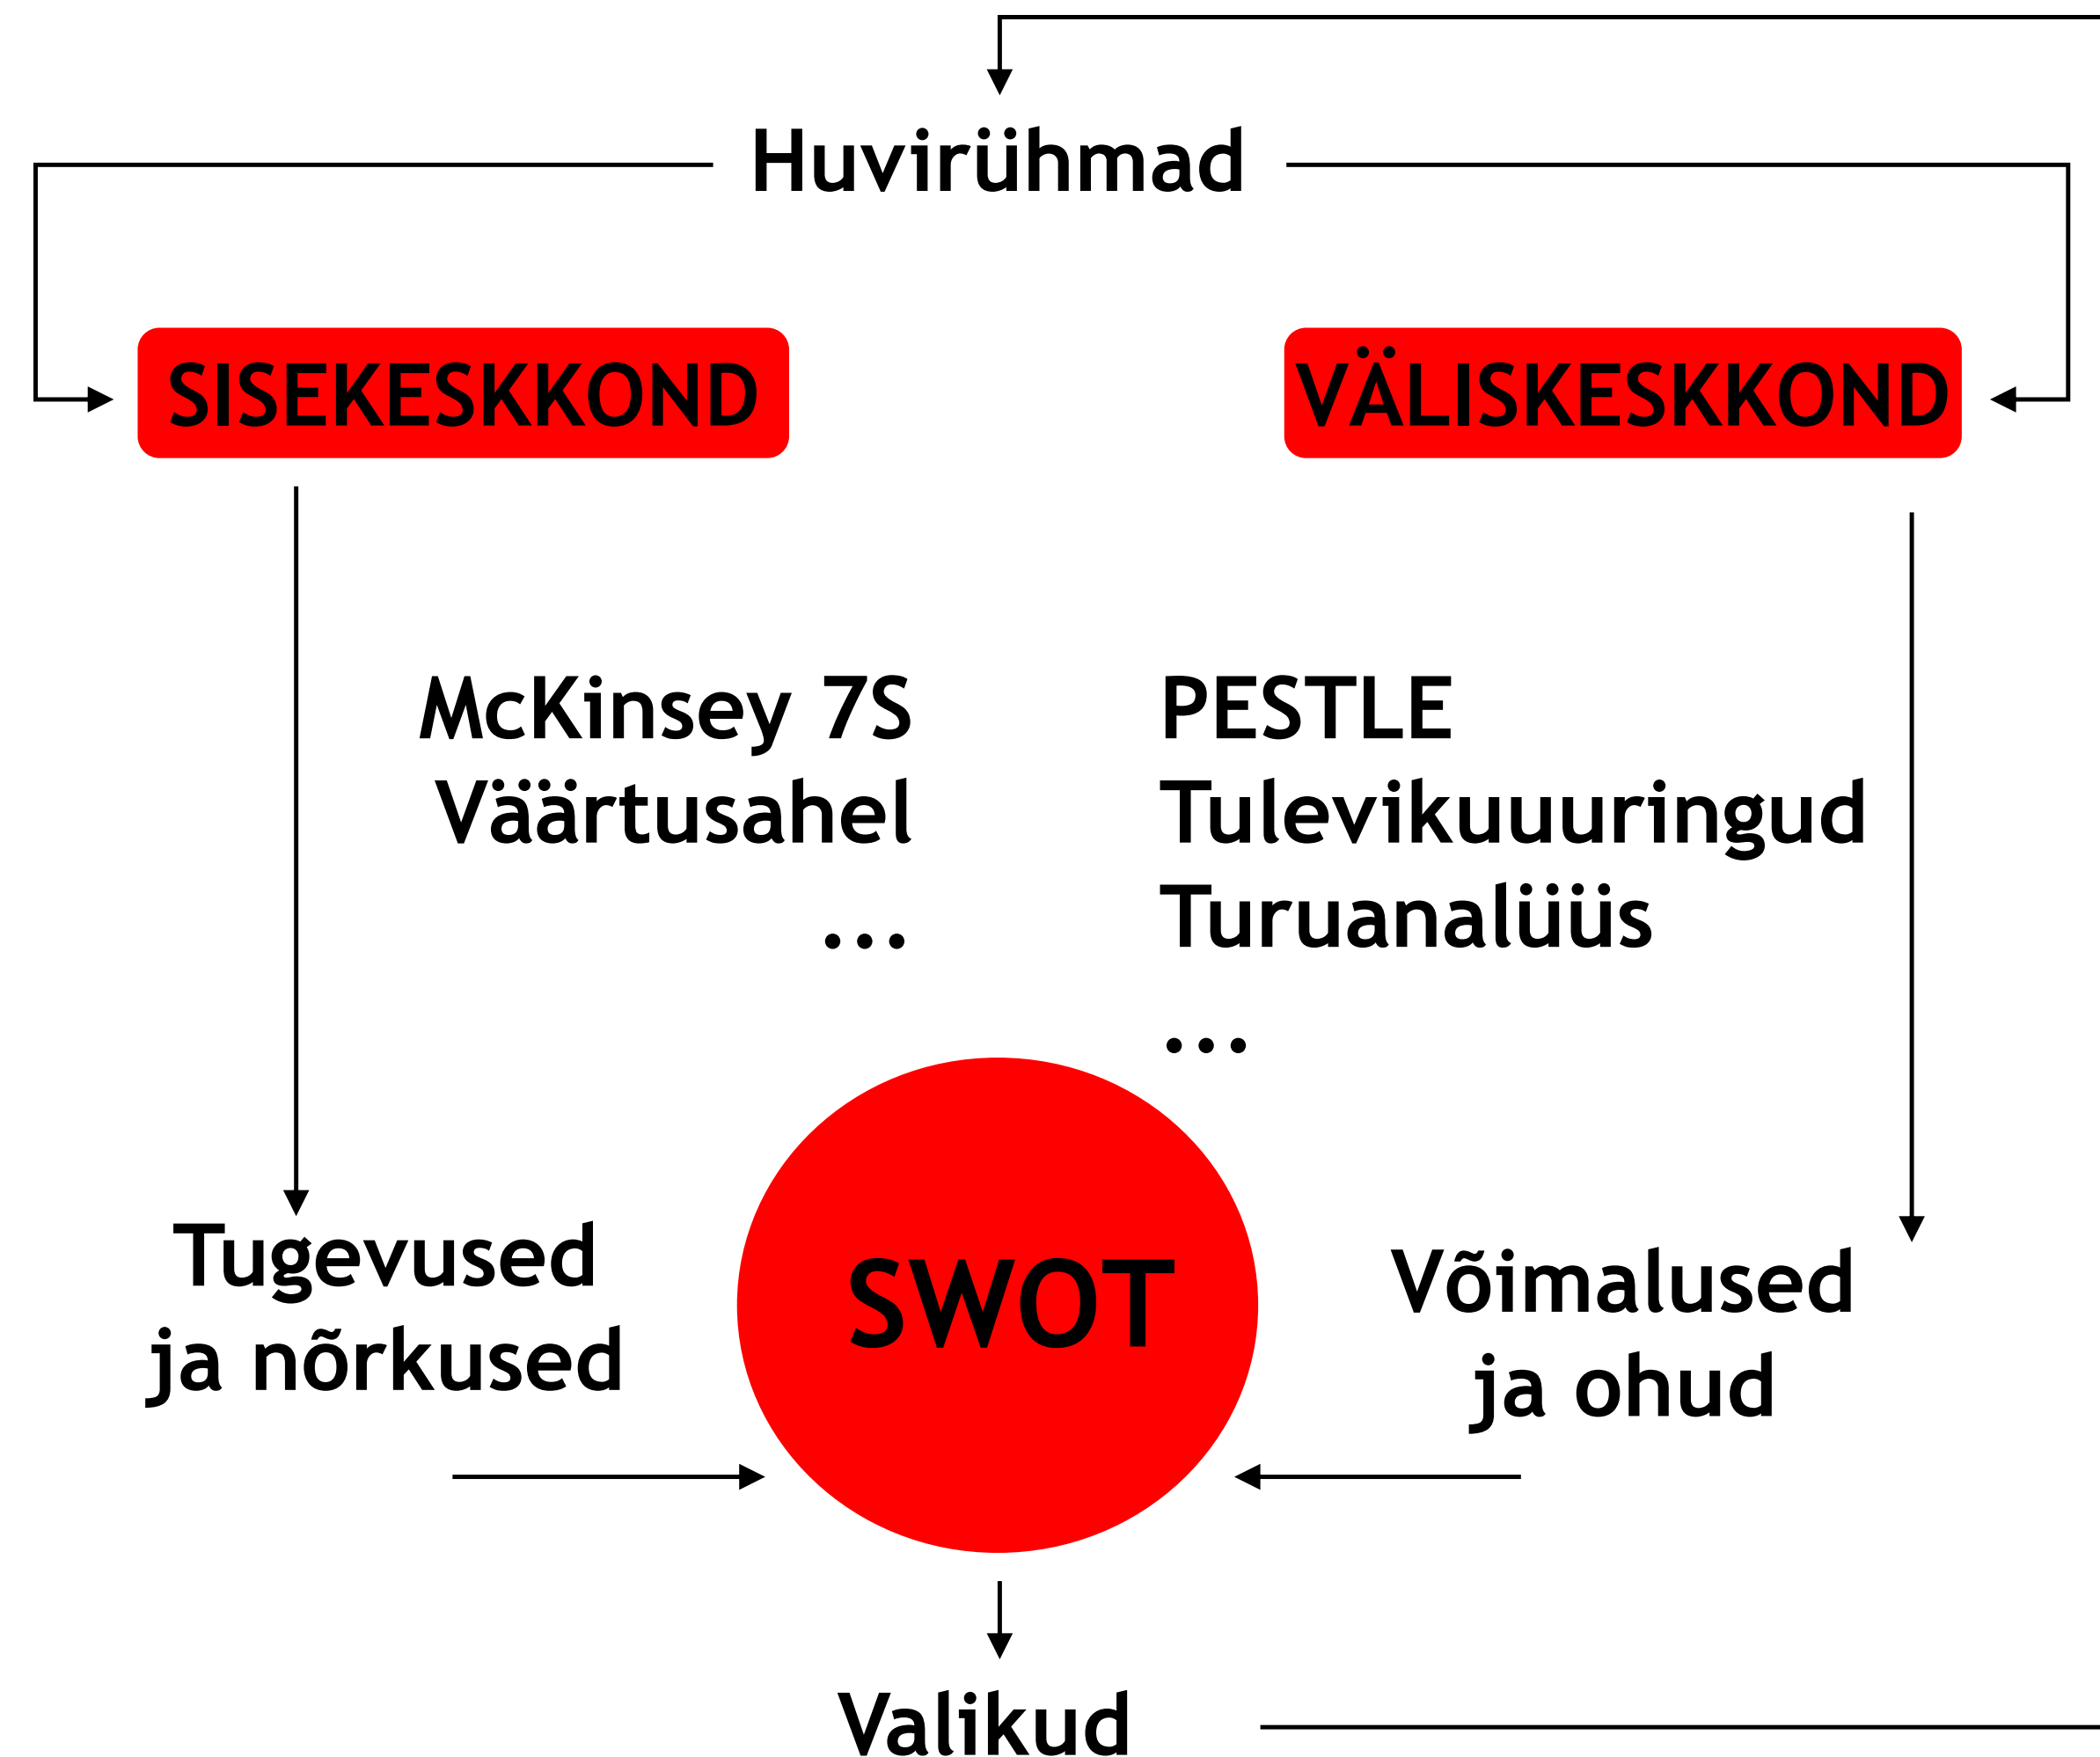 Huvirühmad
SISEKESKKOND
VÄLISKESKKOND
McKinsey 7S
Väärtusahel
...
PESTLE
Tulevikuuuringud
Turuanalüüs
...
Tugevused
ja nõrkused
SWOT
Võimalused
ja ohud
Valikud